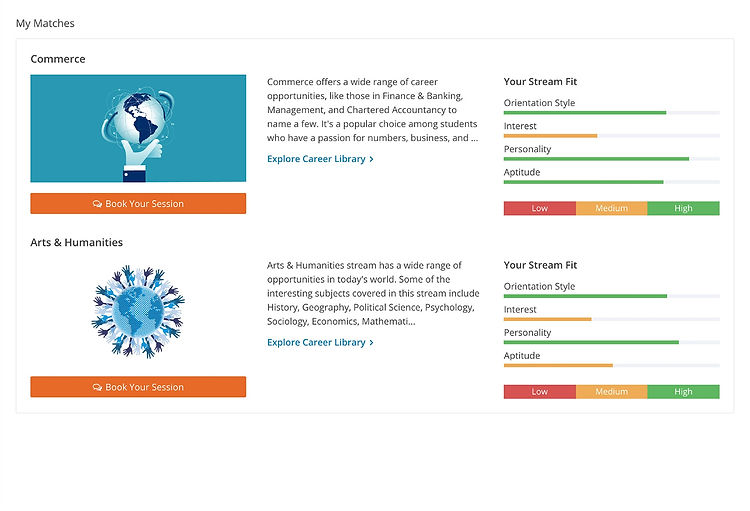 My Matches
Commerce
Commerce offers a wide range of career
opportunities, like those in Finance & Banking,
Management, and Chartered Accountancy to
name a few. It's a popular choice among students
who have a passion for numbers, business, and ...
Explore Career Library
Book Your Session
Your Stream Fit
Orientation Style
Interest
Personality
Aptitude
Low Medium High
Arts & Humanities
Arts & Humanities stream has a wide range of
opportunities in today's world. Some of the
interesting subjects covered in this stream include
History, Geography, Political Science, Psychology,
Sociology, Economics, Mathemati...
Explore Career Library
Book Your Session
Your Stream Fit
Orientation Style
Interest
Personality
Aptitude
Low Medium High